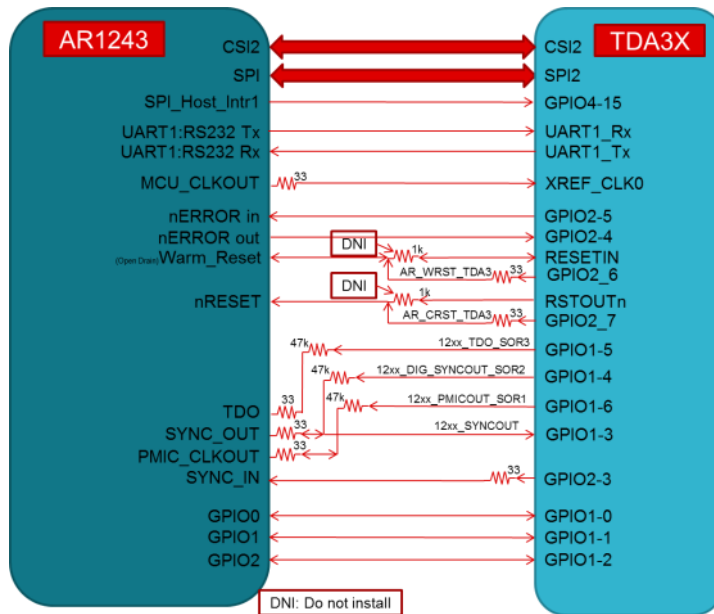 AR1243
TDA3X
CSI2 CSI2
SPI SPI2
SPI_Host_Intr1 GPIO4-15
UART1:RS232 Tx UART1_Rx
UART1:RS232 Rx UART1_Tx
MCU_CLKOUT 33 XREF_CLK0
nERROR in GPIO2-5
nERROR out GPIO2-4
DNI 1k
(Open Drain) Warm_Reset RESETIN
AR_WRST_TDA3 33 GPIO2_6
DNI 1k
nRESET RSTOUTn
AR_CRST_TDA3 33 GPIO2_7
47k 12xx_TDO_SOR3 GPIO1-5
47k 12xx_DIG_SYNCOUT_SOR2 GPIO1-4
47k 12xx_PMICOUT_SOR1 GPIO1-6
TDO 33
SYNC_OUT 33 12xx_SYNCOUT GPIO1-3
PMIC_CLKOUT 33
SYNC_IN 33 GPIO2-3
GPIO0 GPIO1-0
GPIO1 GPIO1-1
GPIO2 GPIO1-2
DNI: Do not install